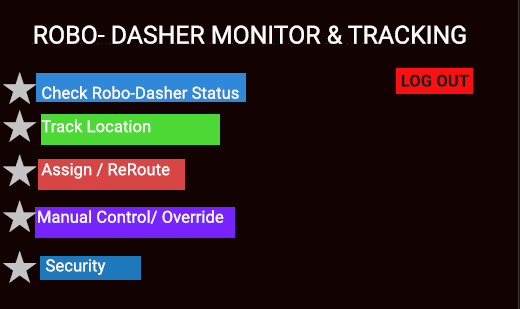 ROBO- DASHER MONITOR & TRACKING
LOG OUT
Check Robo-Dasher Status
Track Location
Assign / ReRoute
Manual Control/ Override
Security